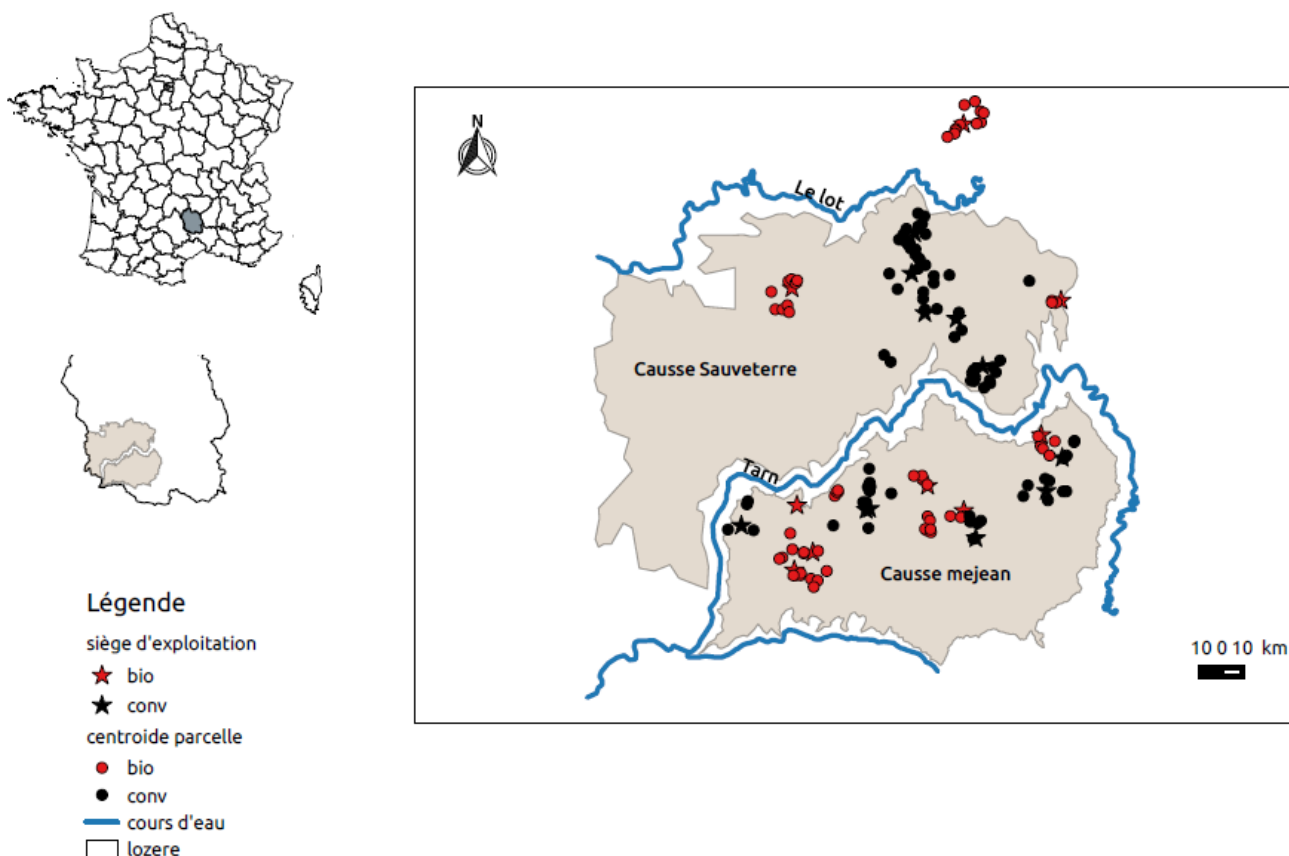 N
Le lot
Causse Sauveterre
Tarn
Causse mejean
10 0 10 km
Légende
siège d'exploitation
bio
conv
centroide parcelle
bio
conv
cours d'eau
lozere